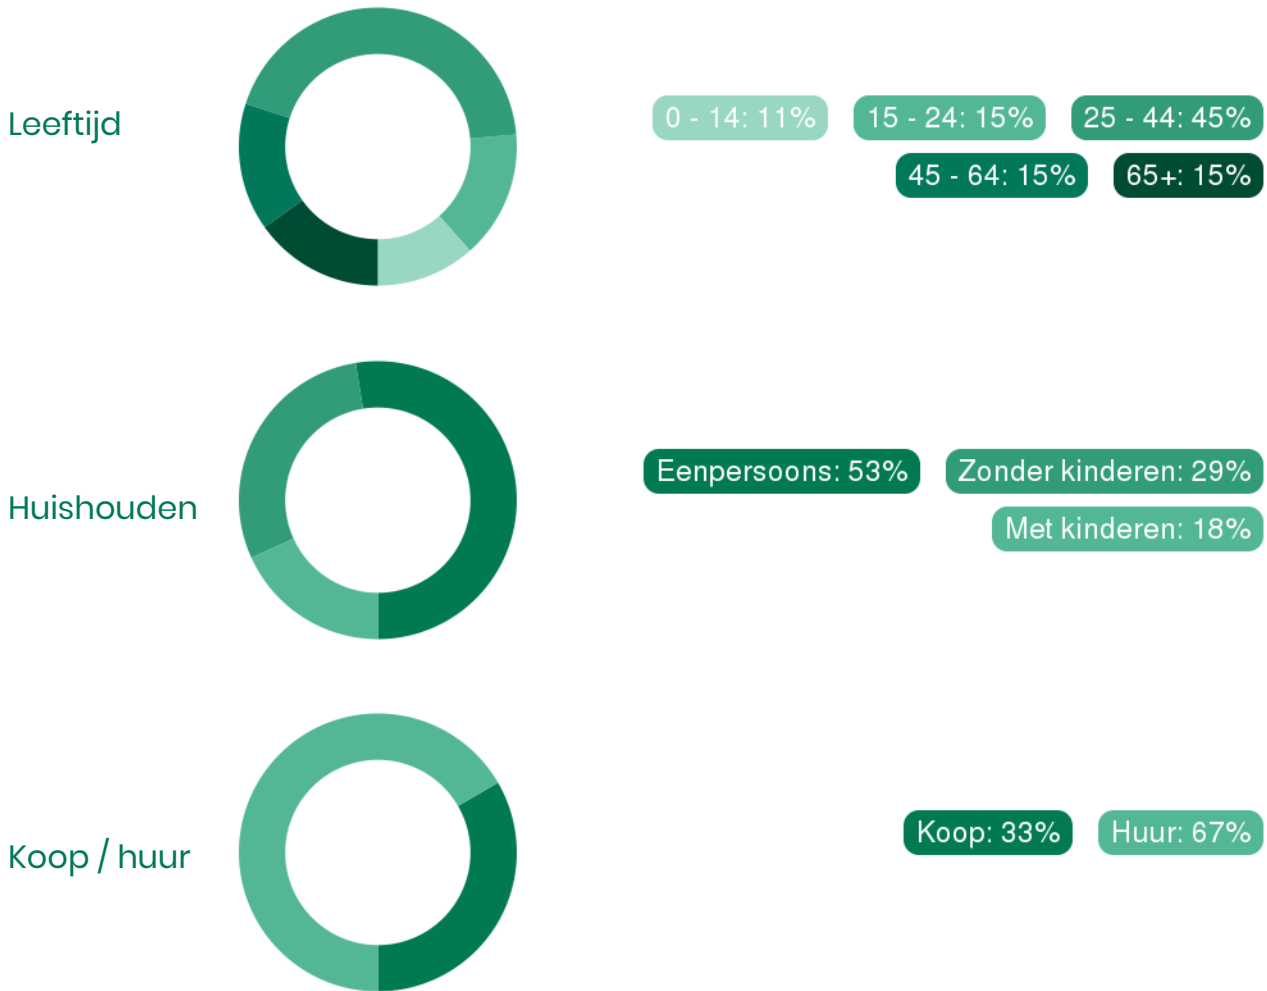 Leeftijd
0 - 14: 11% 15 - 24: 15% 25 - 44: 45%
45 - 64: 15% 65+: 15%
Huishouden
Eenpersoons: 53% Zonder kinderen: 29%
Met kinderen: 18%
Koop / huur
Koop: 33% Huur: 67%